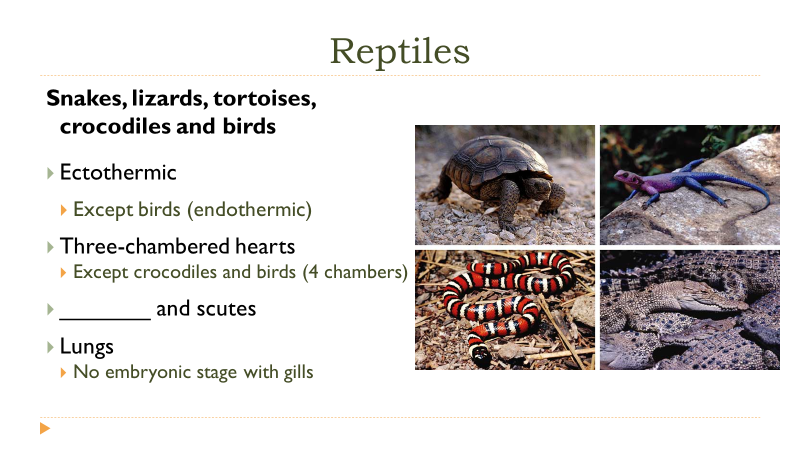 Reptiles
Snakes, lizards, tortoises,
crocodiles and birds
Ectothermic
Except birds (endothermic)
Three-chambered hearts
Except crocodiles and birds (4 chambers)
________ and scutes
Lungs
No embryonic stage with gills